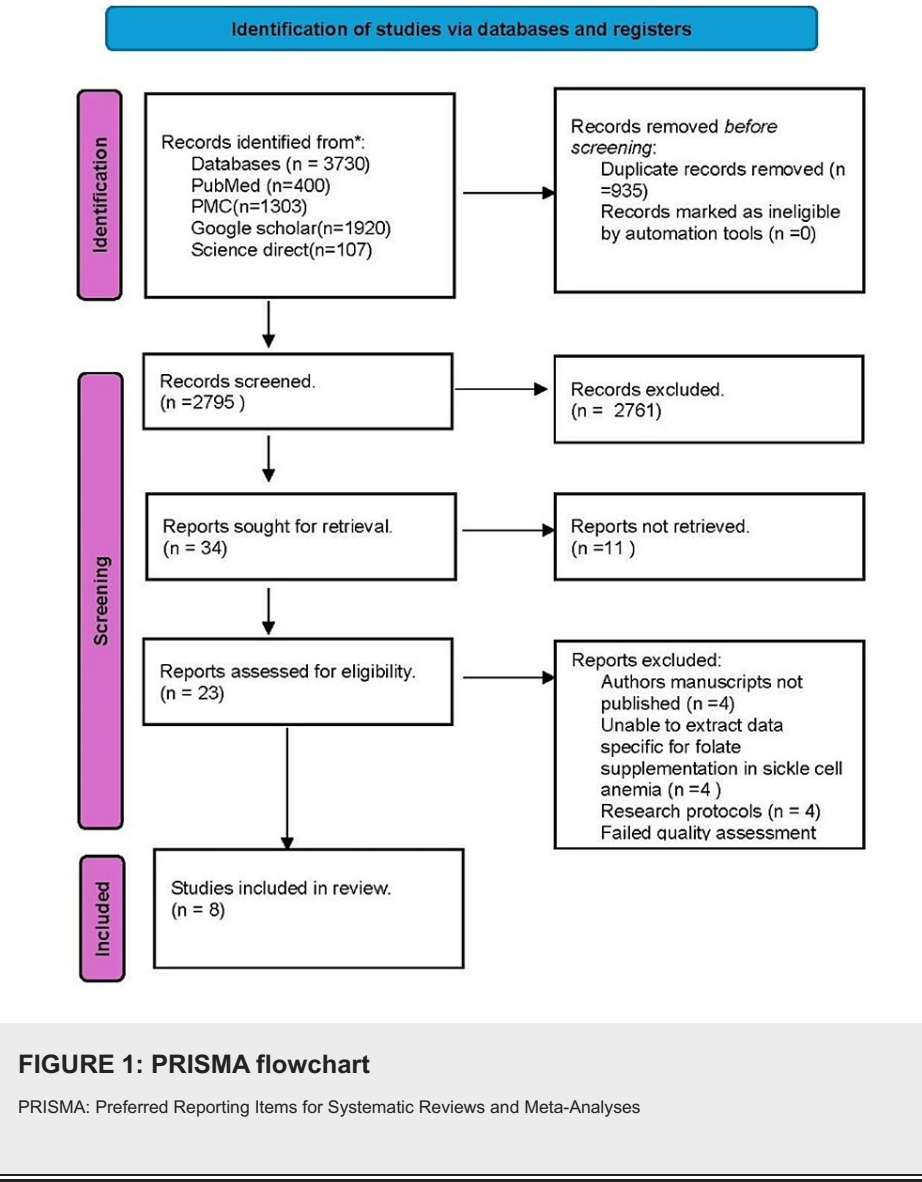 Identification of studies via databases and registers
Identification
Records identified from*:
Databases (n = 3730)
PubMed (n=400)
PMC(n=1303)
Google scholar(n=1920)
Science direct(n=107)
Records removed before
screening:
Duplicate records removed (n
=935)
Records marked as ineligible
by automation tools (n =0)
Screening
Records screened.
(n =2795 )
Records excluded.
(n = 2761)
Reports sought for retrieval.
(n = 34)
Reports not retrieved.
(n =11 )
Reports assessed for eligibility.
(n = 23)
Reports excluded:
Authors manuscripts not
published (n =4)
Unable to extract data
specific for folate
supplementation in sickle cell
anemia (n =4 )
Research protocols (n = 4)
Failed quality assessment
Included
Studies included in review.
(n = 8)
FIGURE 1: PRISMA flowchart
PRISMA: Preferred Reporting Items for Systematic Reviews and Meta-Analyses